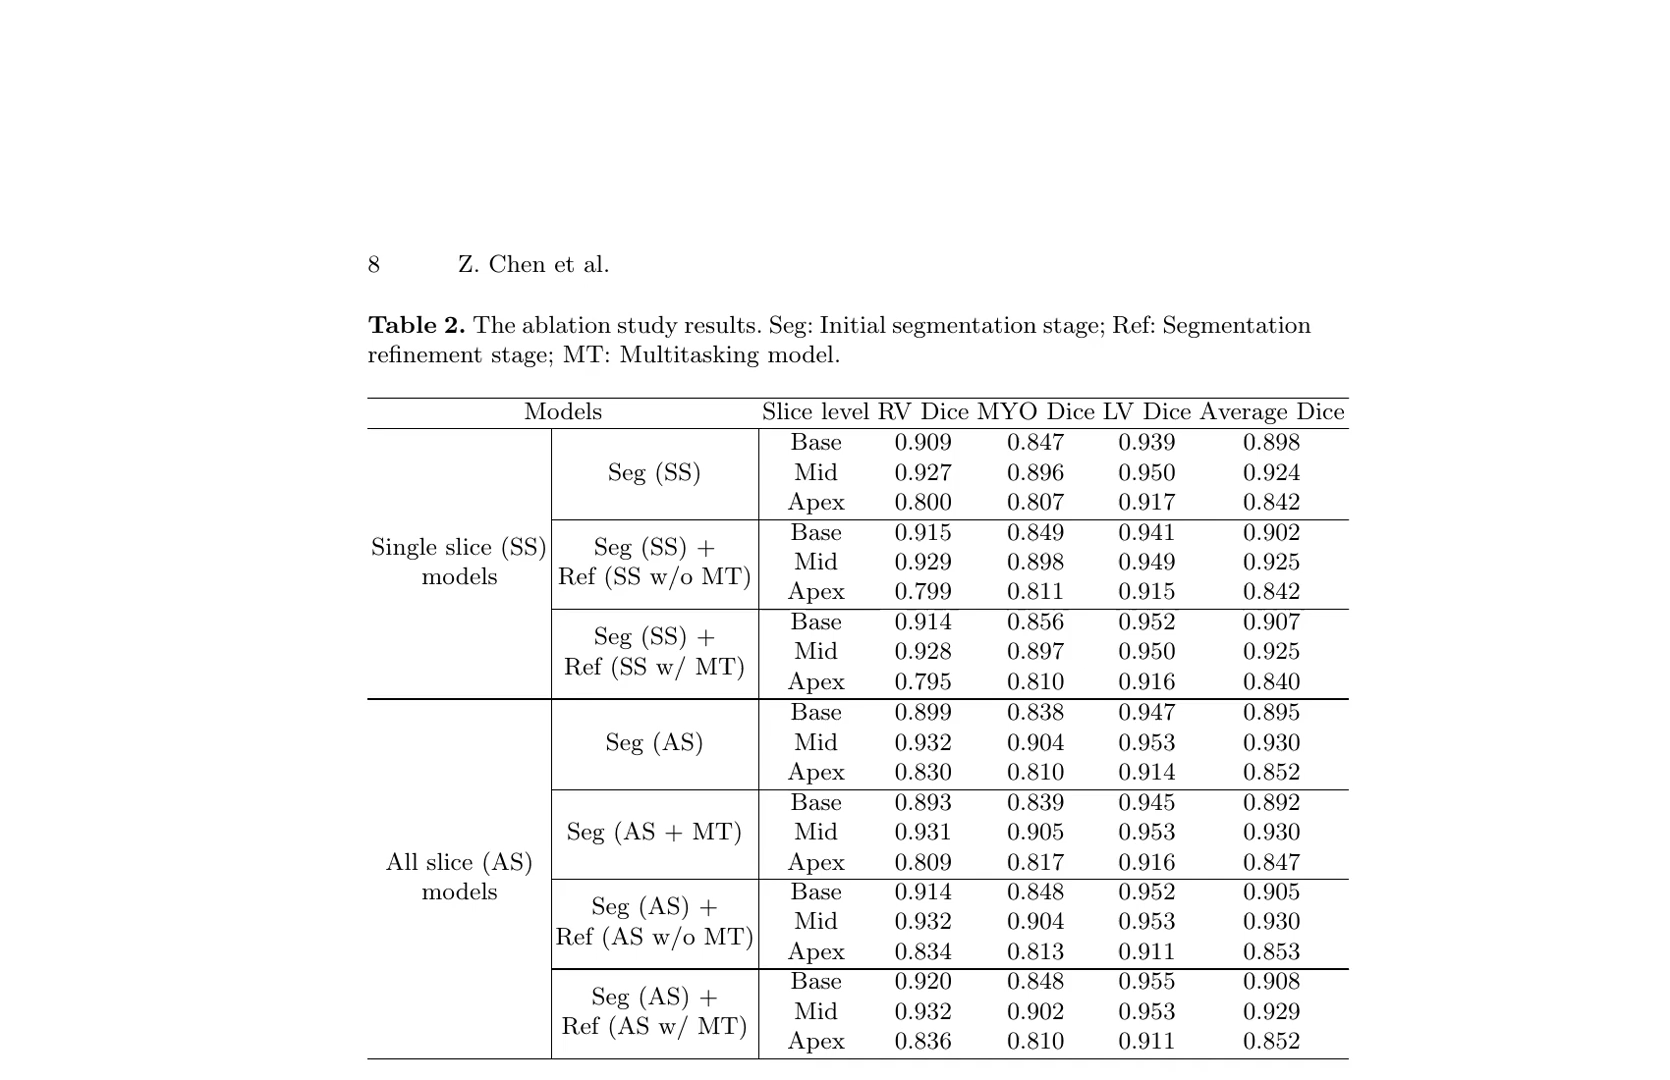 8 Z. Chen et al.
Table 2. The ablation study results. Seg: Initial segmentation stage; Ref: Segmentation
refinement stage; MT: Multitasking model.
Models Slice level RV Dice MYO Dice LV Dice Average Dice
Single slice (SS)
models
Seg (SS)
Base 0.909 0.847 0.939 0.898
Mid 0.927 0.896 0.950 0.924
Apex 0.800 0.807 0.917 0.842
Seg (SS) +
Ref (SS w/o MT)
Base 0.915 0.849 0.941 0.902
Mid 0.929 0.898 0.949 0.925
Apex 0.799 0.811 0.915 0.842
Seg (SS) +
Ref (SS w/ MT)
Base 0.914 0.856 0.952 0.907
Mid 0.928 0.897 0.950 0.925
Apex 0.795 0.810 0.916 0.840
All slice (AS)
models
Seg (AS)
Base 0.899 0.838 0.947 0.895
Mid 0.932 0.904 0.953 0.930
Apex 0.830 0.810 0.914 0.852
Seg (AS + MT)
Base 0.893 0.839 0.945 0.892
Mid 0.931 0.905 0.953 0.930
Apex 0.809 0.817 0.916 0.847
Seg (AS) +
Ref (AS w/o MT)
Base 0.914 0.848 0.952 0.905
Mid 0.932 0.904 0.953 0.930
Apex 0.834 0.813 0.911 0.853
Seg (AS) +
Ref (AS w/ MT)
Base 0.920 0.848 0.955 0.908
Mid 0.932 0.902 0.953 0.929
Apex 0.836 0.810 0.911 0.852